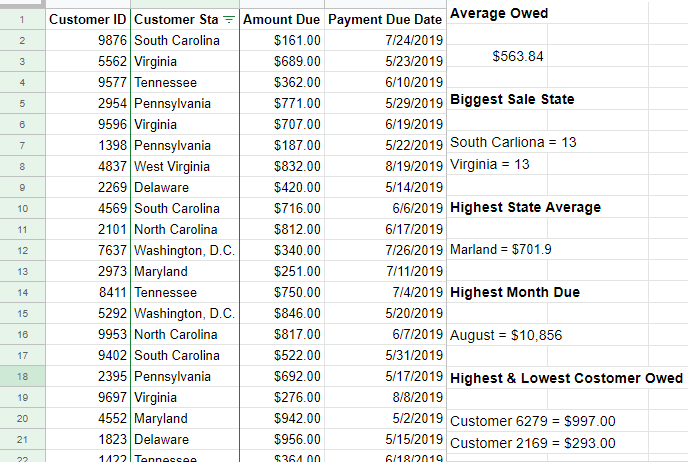 1 Customer ID Customer Sta Amount Due Payment Due Date Average Owed
2 9876 South Carolina $161.00 7/24/2019
3 5562 Virginia $689.00 5/23/2019 $563.84
4 9577 Tennessee $362.00 6/10/2019
5 2954 Pennsylvania $771.00 5/29/2019 Biggest Sale State
6 9596 Virginia $707.00 6/19/2019
7 1398 Pennsylvania $187.00 5/22/2019 South Carliona = 13
8 4837 West Virginia $832.00 8/19/2019 Virginia = 13
9 2269 Delaware $420.00 5/14/2019
10 4569 South Carolina $716.00 6/6/2019 Highest State Average
11 2101 North Carolina $812.00 6/17/2019
12 7637 Washington, D.C. $340.00 7/26/2019 Marland = $701.9
13 2973 Maryland $251.00 7/11/2019
14 8411 Tennessee $750.00 7/4/2019 Highest Month Due
15 5292 Washington, D.C. $846.00 5/20/2019
16 9953 North Carolina $817.00 6/7/2019 August = $10,856
17 9402 South Carolina $522.00 5/31/2019
18 2395 Pennsylvania $692.00 5/17/2019 Highest & Lowest Costomer Owed
19 9697 Virginia $276.00 8/8/2019
20 4552 Maryland $942.00 5/2/2019 Customer 6279 = $997.00
21 1823 Delaware $956.00 5/15/2019 Customer 2169 = $293.00
22 1422 Tennessee $364.00 6/18/2019